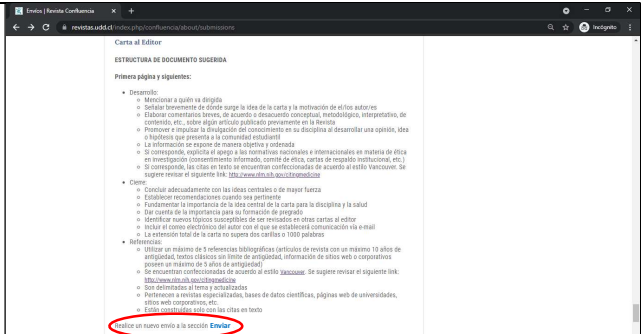 Envíos | Revista Confluencia
revistas.udd.cl/index.php/confluencia/about/submissions
Incógnito
Carta al Editor
ESTRUCTURA DE DOCUMENTO SUGERIDA
Primera página y siguientes:
Desarrollo:
Mencionar a quién va dirigida
Señalar brevemente de dónde surge la idea de la carta y la motivación de el/los autor/es
Elaborar comentarios breves, de acuerdo o desacuerdo conceptual, metodológico, interpretativo, de
contenido, etc., sobre algún artículo publicado previamente en la Revista
Promover e impulsar la divulgación del conocimiento en su disciplina al desarrollar una opinión, idea
o hipótesis que presenta a la comunidad estudiantil
La información se expone de manera objetiva y ordenada
Si corresponde, explicita el apego a las normativas nacionales e internacionales en materia de ética
en investigación (consentimiento informado, comité de ética, cartas de respaldo institucional, etc.)
Si corresponde, las citas en texto se encuentran confeccionadas de acuerdo al estilo Vancouver. Se
sugiere revisar el siguiente link: http://www.nlm.nih.gov/citingmedicine
Cierre:
Concluir adecuadamente con las ideas centrales o de mayor fuerza
Establecer recomendaciones cuando sea pertinente
Fundamentar la importancia de la idea central de la carta para la disciplina y la salud
Dar cuenta de la importancia para su formación de pregrado
Identificar nuevos tópicos susceptibles de ser revisados en otras cartas al editor
Incluir el correo electrónico del autor con el que se establecerá comunicación vía e-mail
La extensión total de la carta no supera dos carillas o 1000 palabras
Referencias:
Utilizar un máximo de 5 referencias bibliográficas (artículos de revista con un máximo 10 años de
antigüedad, textos clásicos sin límite de antigüedad, información de sitios web o corporativos
poseen un máximo de 5 años de antigüedad)
Se encuentran confeccionadas de acuerdo al estilo Vancouver. Se sugiere revisar el siguiente link:
http://www.nlm.nih.gov/citingmedicine
Son delimitadas al tema y actualizadas
Pertenecen a revistas especializadas, bases de datos científicas, páginas web de universidades,
sitios web corporativos, etc.
Están construidas solo con las citas en texto
Realice un nuevo envío a la sección Enviar